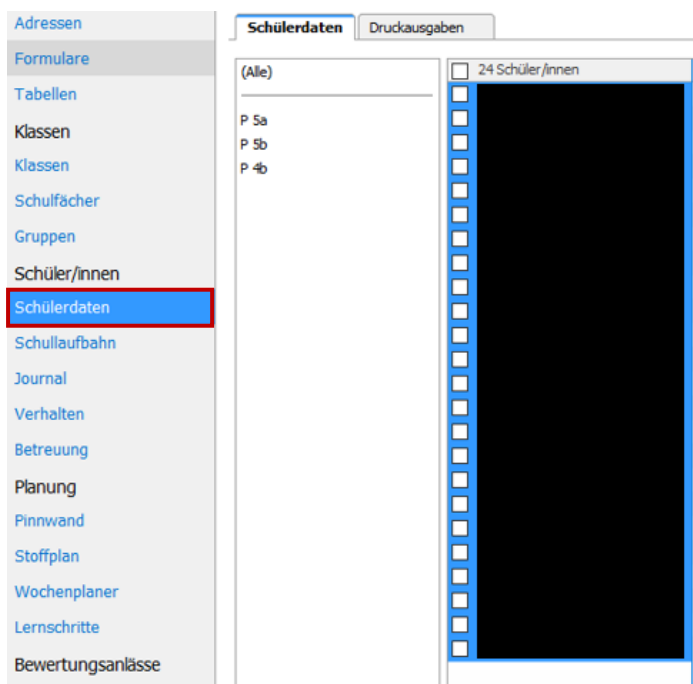 Adressen
Formulare
Tabellen
Klassen
Klassen
Schulfächer
Gruppen
Schüler/innen
Schülerdaten
Schullaufbahn
Journal
Verhalten
Betreuung
Planung
Pinnwand
Stoffplan
Wochenplaner
Lernschritte
Bewertungsanlässe
Schülerdaten Druckausgaben
(Alle)
P 5a
P 5b
P 4b
24 Schüler/innen